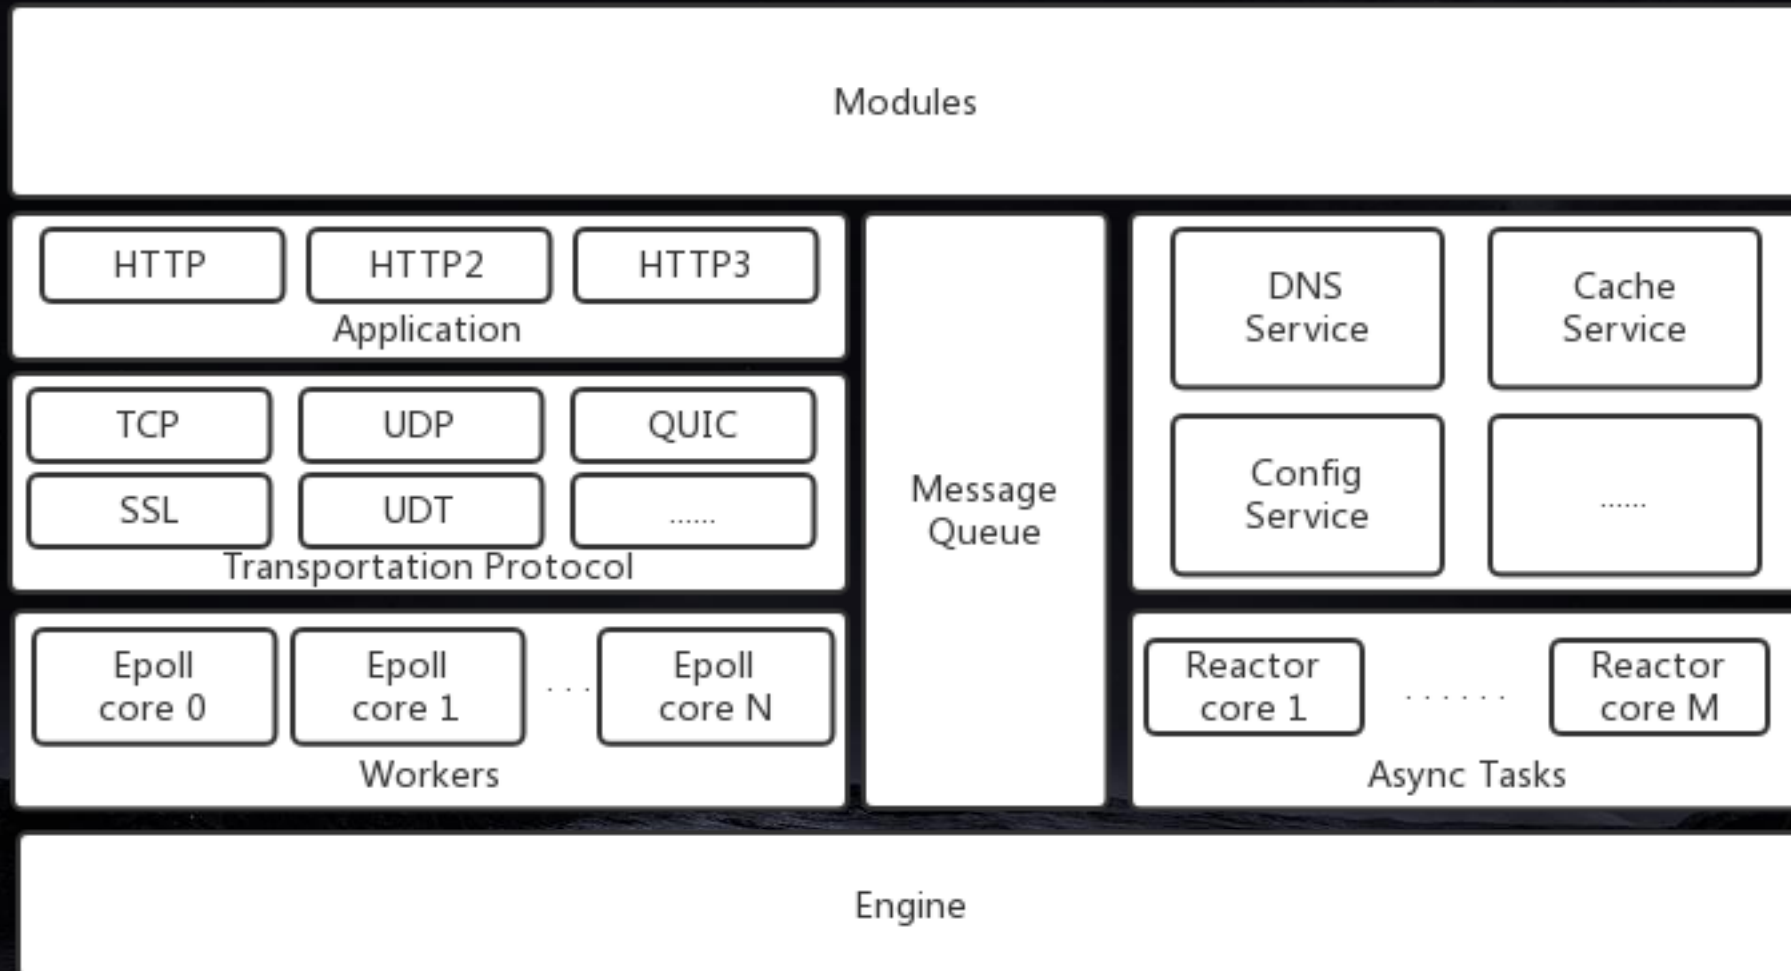 Modules
HTTP
HTTP2
HTTP3
Application
TCP
UDP
QUIC
SSL
UDT
......
Transportation Protocol
Epoll
core 0
Epoll
core 1
. . .
Epoll
core N
Workers
Message
Queue
DNS
Service
Cache
Service
Config
Service
......
Reactor
core 1
. . . . . .
Reactor
core M
Async Tasks
Engine